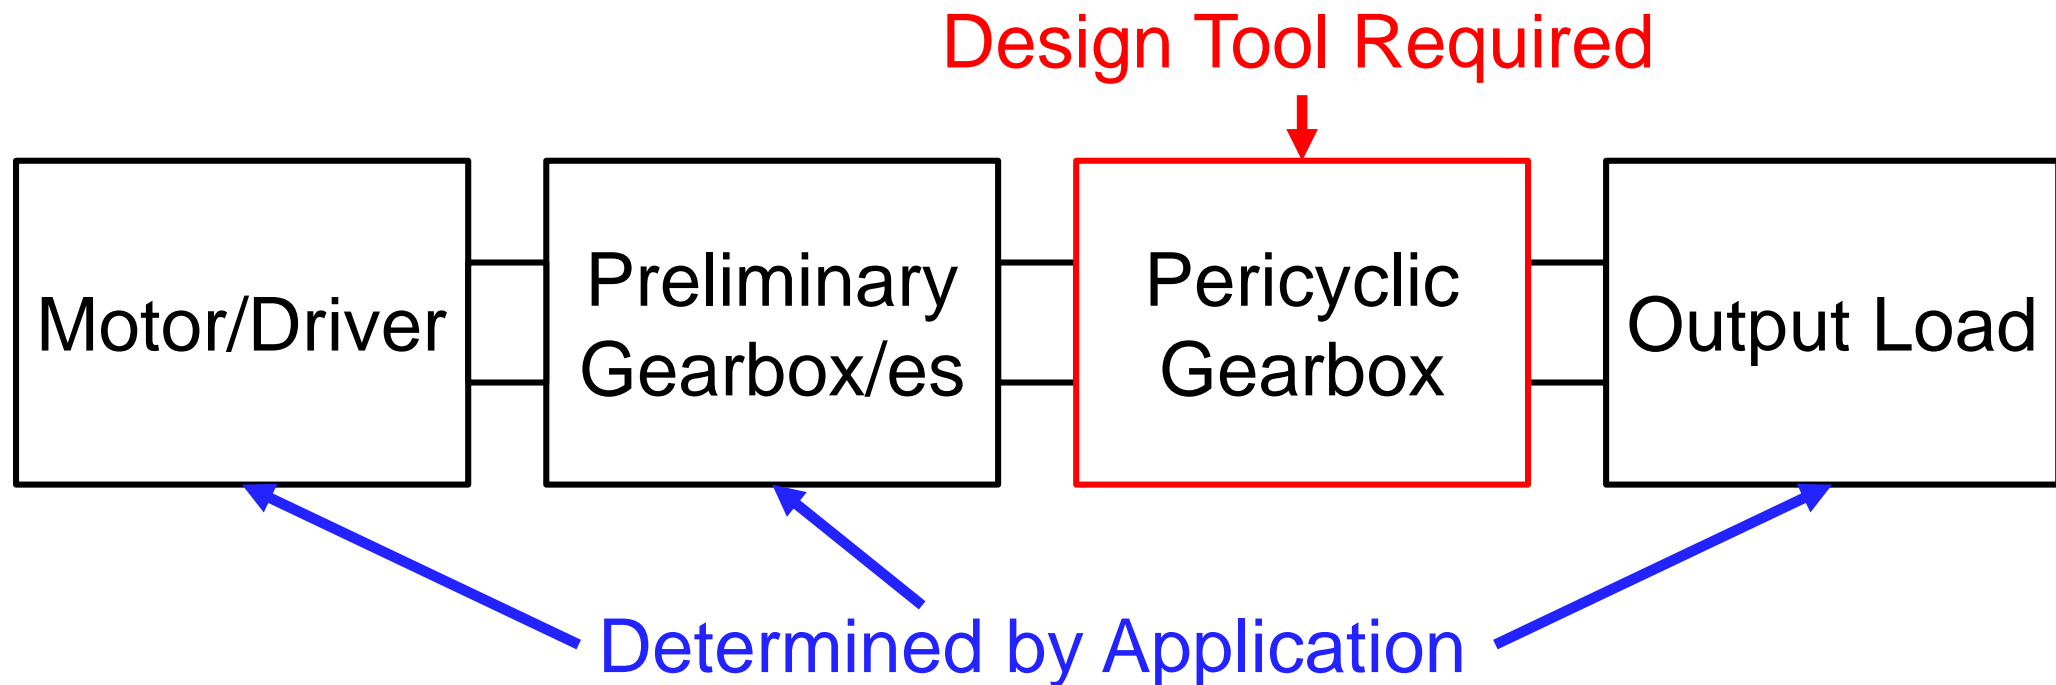 Design Tool Required
Motor/Driver
Preliminary
Gearbox/es
Pericyclic
Gearbox
Output Load
Determined by Application